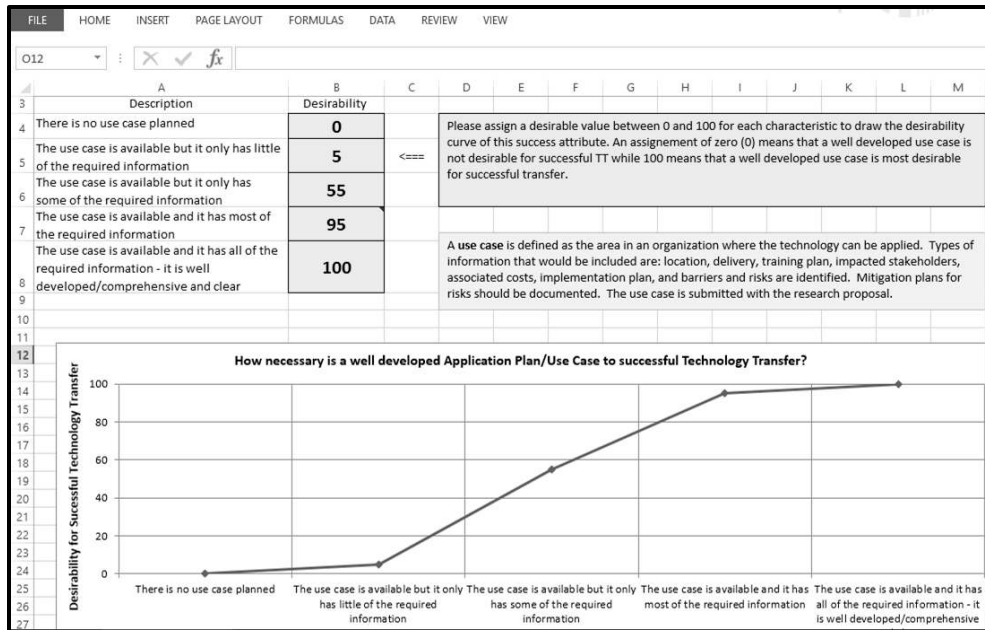 FILE HOME INSERT PAGE LAYOUT FORMULAS DATA REVIEW VIEW
O12 fx
A B C D E F G H I J K L M
3 Description Desirability
4 There is no use case planned 0
The use case is available but it only has little
5 of the required information 5 <===
The use case is available but it only has
6 some of the required information 55
The use case is available and it has most of
7 the required information 95
The use case is available and it has all of the
required information - it is well
8 developed/comprehensive and clear 100
Please assign a desirable value between 0 and 100 for each characteristic to draw the desirability
curve of this success attribute. An assignement of zero (0) means that a well developed use case is
not desirable for successful TT while 100 means that a well developed use case is most desirable
for successful transfer.
A use case is defined as the area in an organization where the technology can be applied. Types of
information that would be included are: location, delivery, training plan, impacted stakeholders,
associated costs, implementation plan, and barriers and risks are identified. Mitigation plans for
risks should be documented. The use case is submitted with the research proposal.
9
10
11
12
13
14
15
16
17
18
19
20
21
22
23
24
25
26
27
How necessary is a well developed Application Plan/Use Case to successful Technology Transfer?
Desirability for Sucessful Technology Transfer
100
80
60
40
20
0
There is no use case planned
The use case is available but it only
has little of the required
information
The use case is available but it only
has some of the required
information
The use case is available and it has
most of the required information
The use case is available and it has
all of the required information - it
is well developed/comprehensive